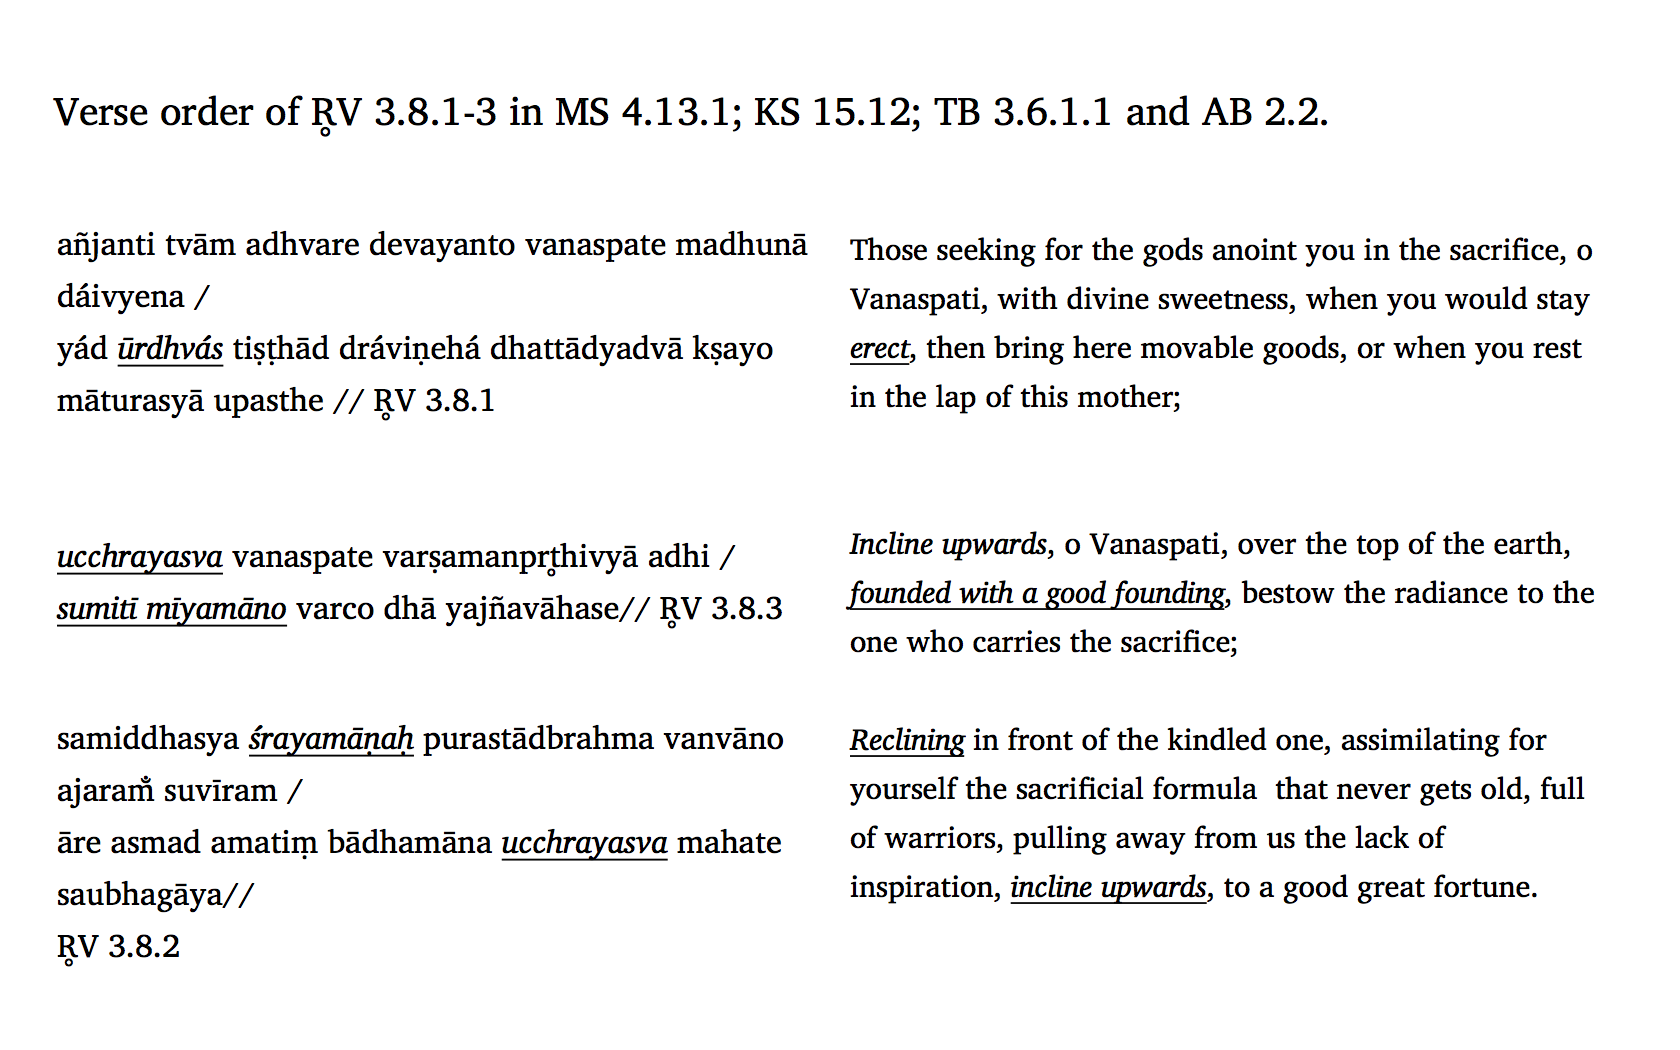 Verse order of R̥V 3.8.1-3 in MS 4.13.1; KS 15.12; TB 3.6.1.1 and AB 2.2.
añjanti tvām adhvare devayanto vanaspate madhunā
dáivyena /
yád ūrdhvás tiṣṭhād dráviṇehá dhattādyadvā kṣayo
māturasyā upasthe // R̥V 3.8.1
ucchrayasva vanaspate varṣamanpr̥thivyā adhi /
sumitī mīyamāno varco dhā yajñavāhase// R̥V 3.8.3
samiddhasya śrayamāṇaḥ purastādbrahma vanvāno
ajaram̐ suvīram /
āre asmad amatiṃ bādhamāna ucchrayasva mahate
saubhagāya//
R̥V 3.8.2
Those seeking for the gods anoint you in the sacrifice, o
Vanaspati, with divine sweetness, when you would stay
erect, then bring here movable goods, or when you rest
in the lap of this mother;
Incline upwards, o Vanaspati, over the top of the earth,
founded with a good founding, bestow the radiance to the
one who carries the sacrifice;
Reclining in front of the kindled one, assimilating for
yourself the sacrificial formula  that never gets old, full
of warriors, pulling away from us the lack of
inspiration, incline upwards, to a good great fortune.